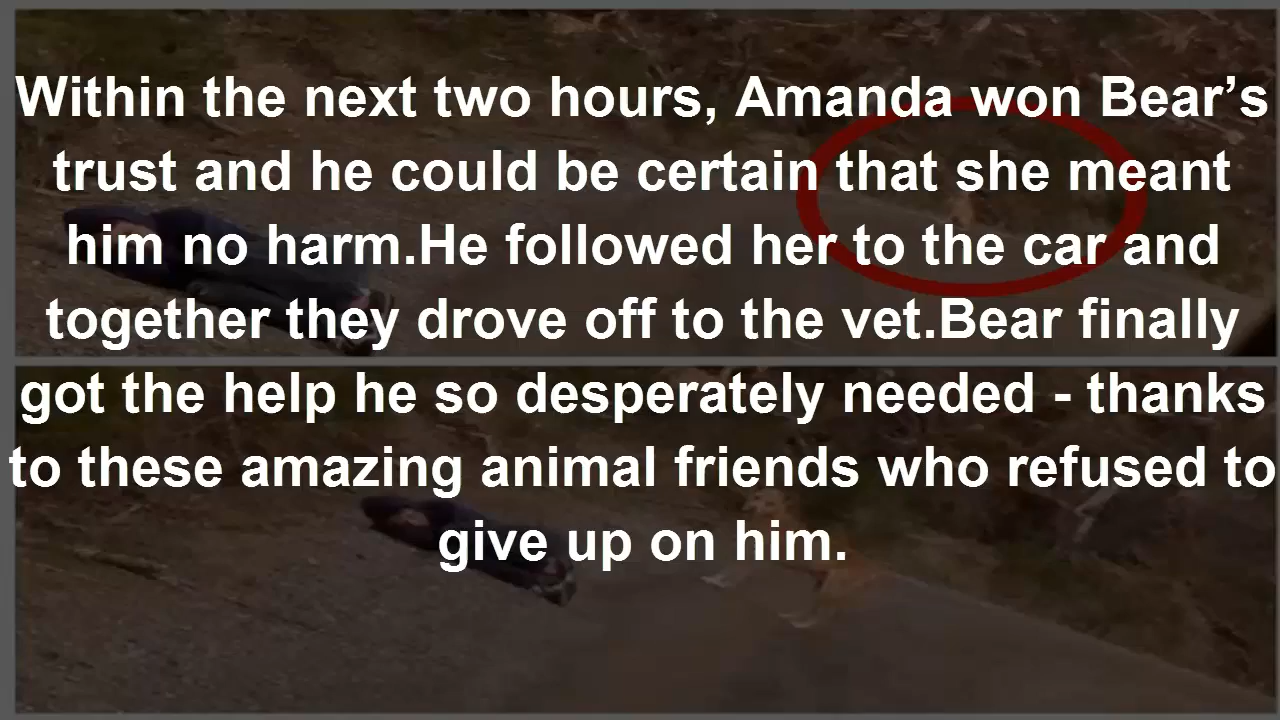 Within the next two hours, Amanda won Bear’s
trust and he could be certain that she meant
him no harm.He followed her to the car and
together they drove off to the vet.Bear finally
got the help he so desperately needed - thanks
to these amazing animal friends who refused to
give up on him.